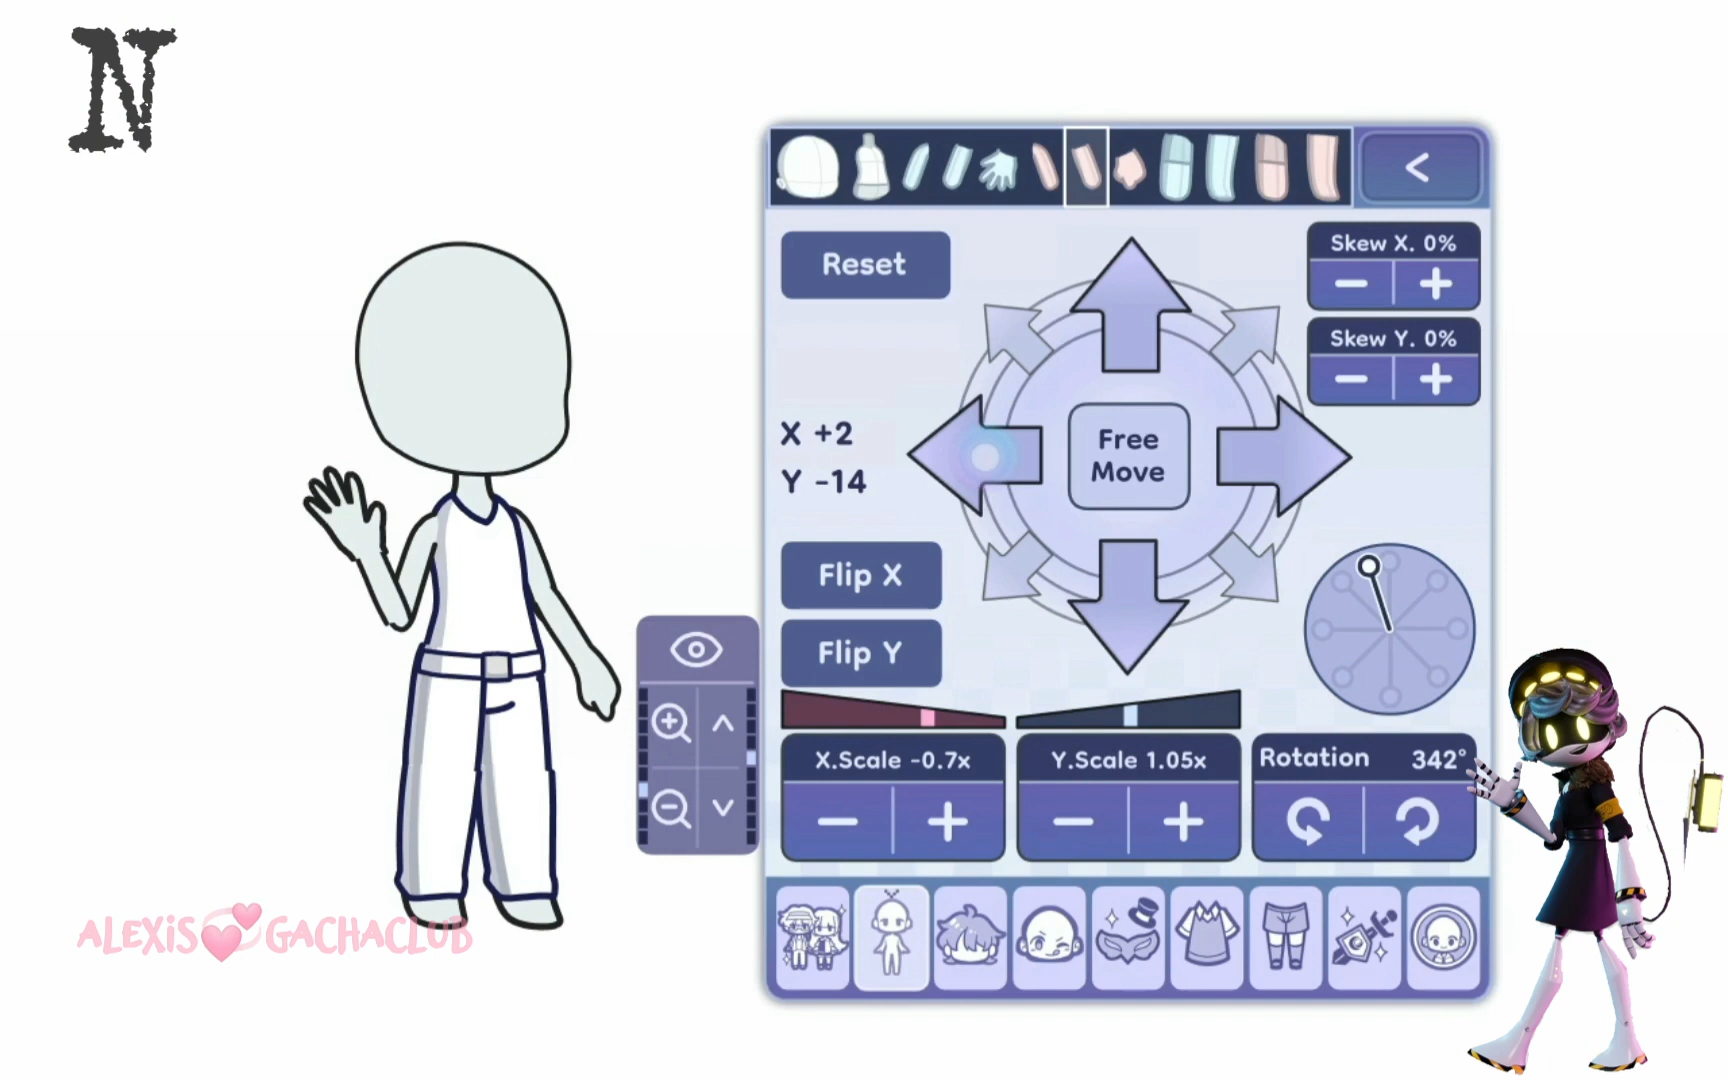 N
Reset
Skew X. 0%
Skew Y. 0%
X +2
Y -14
Free
Move
Flip X
Flip Y
X.Scale -0.7x
Y.Scale 1.05x
Rotation 342°
ALEXiS GACHACLUB